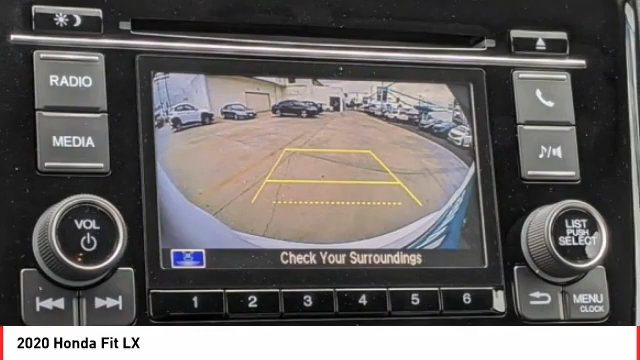 RADIO
MEDIA
VOL
LIST
PUSH
SELECT
MENU
CLOCK
Check Your Surroundings
1 2 3 4 5 6
2020 Honda Fit LX